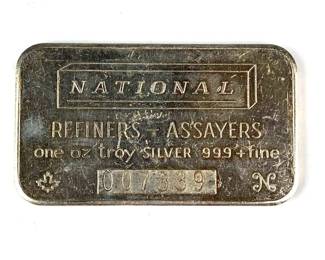 NATIONAL
REFINERS - ASSAYERS
one oz troy SILVER 999+fine
007339
N